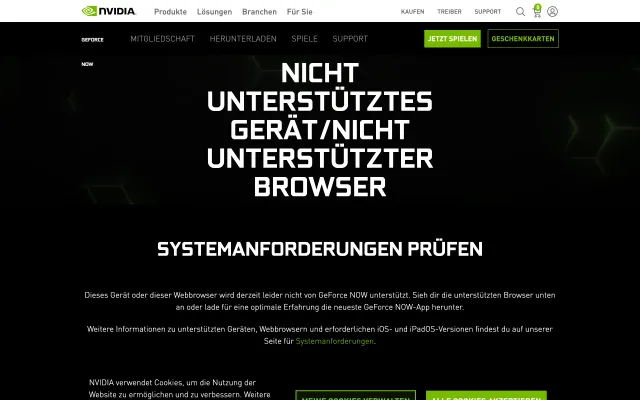 NVIDIA.
Produkte Lösungen Branchen Für Sie
KAUFEN TREIBER SUPPORT
GEFORCE
NOW
MITGLIEDSCHAFT HERUNTERLADEN SPIELE SUPPORT
JETZT SPIELEN GESCHENKKARTEN
NICHT
UNTERSTÜTZTES
GERÄT/NICHT
UNTERSTÜTZTER
BROWSER
SYSTEMANFORDERUNGEN PRÜFEN
Dieses Gerät oder dieser Webbrowser wird derzeit leider nicht von GeForce NOW unterstützt. Sieh dir die unterstützten Browser unten
an oder lade für eine optimale Erfahrung die neueste GeForce NOW-App herunter.
Weitere Informationen zu unterstützten Geräten, Webbrowsern und erforderlichen iOS- und iPadOS-Versionen findest du auf unserer
Seite für Systemanforderungen.
NVIDIA verwendet Cookies, um die Nutzung der
Website zu ermöglichen und zu verbessern. Weitere
MEINE COOKIES VERWALTEN
ALLE COOKIES AKZEPTIEREN